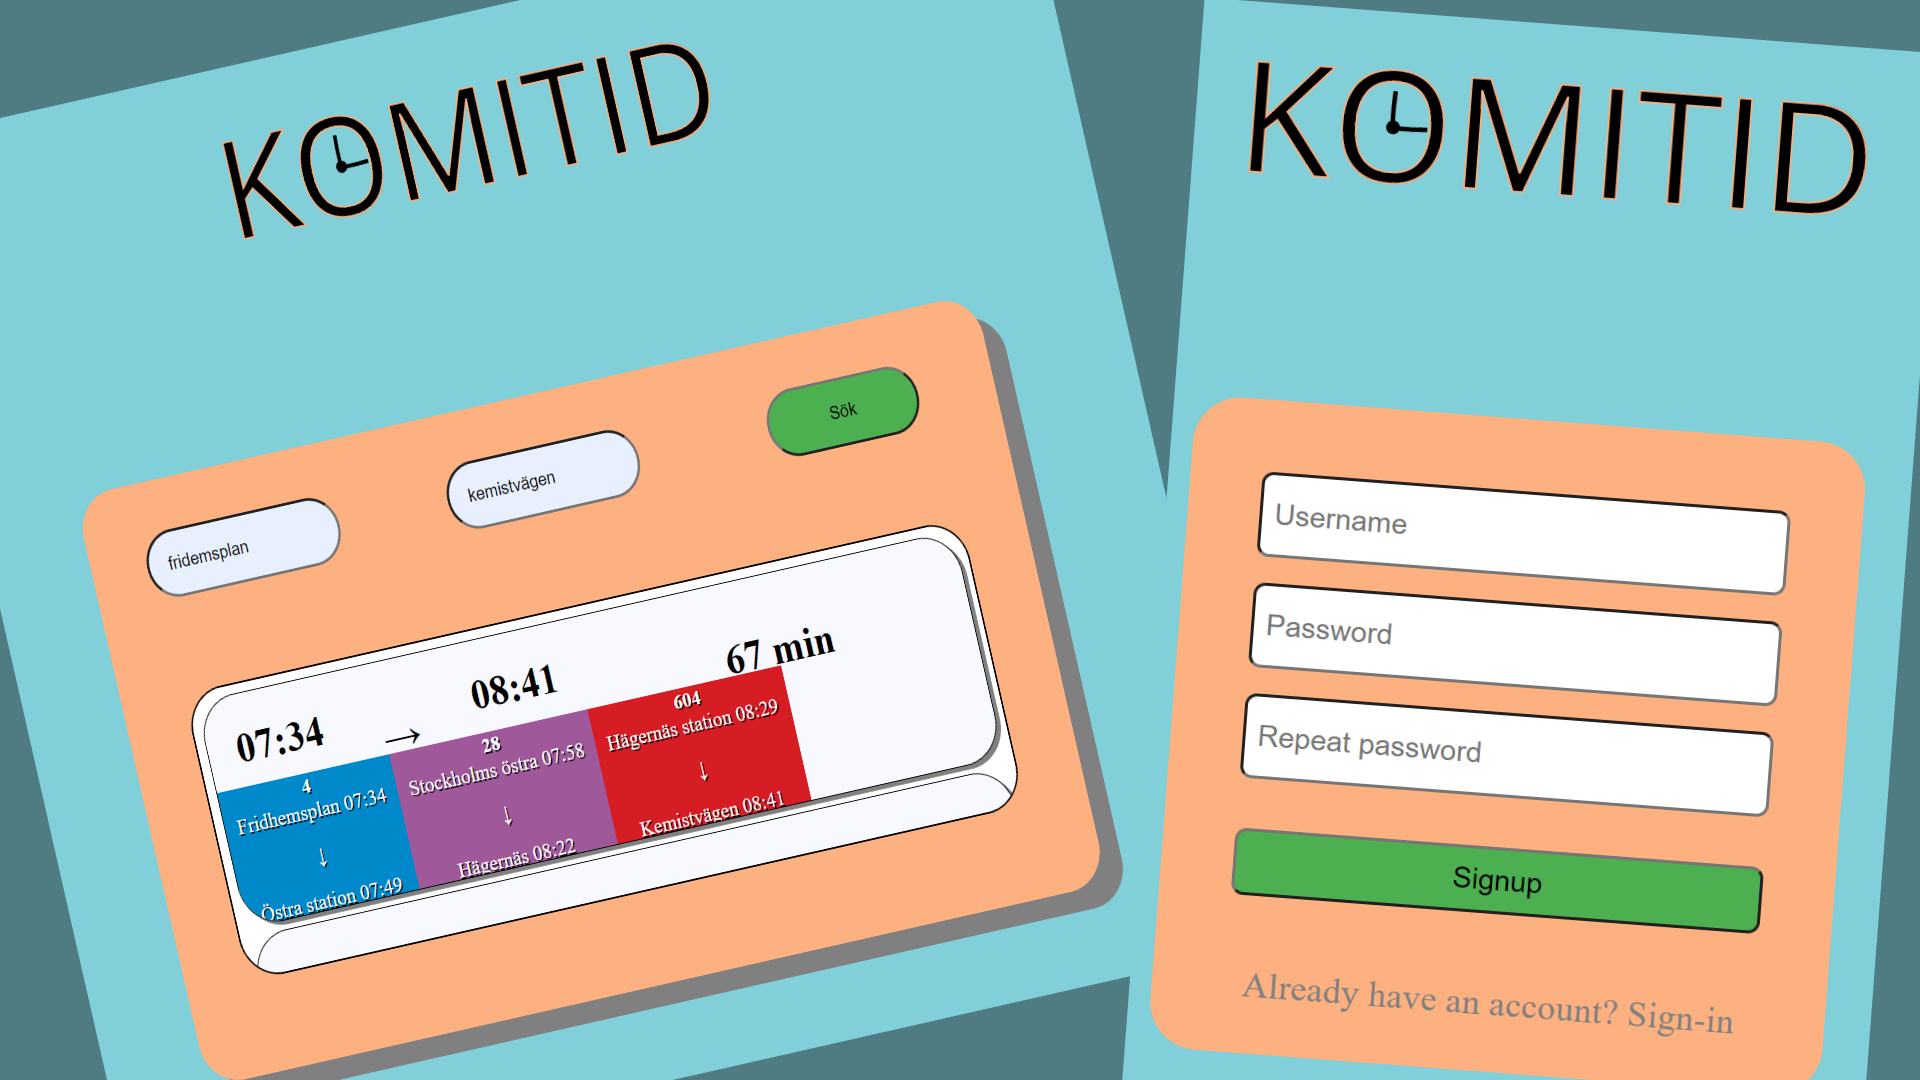 KOMITID
fridemsplan
kemistvägen
Sök
07:34
→
08:41
67 min
4
Fridhemsplan 07:34
↓
Östra station 07:49
28
Stockholms östra 07:58
↓
Hägernäs 08:22
604
Hägernäs station 08:29
↓
Kemistvägen 08:41
KOMITID
Username
Password
Repeat password
Signup
Already have an account? Sign-in